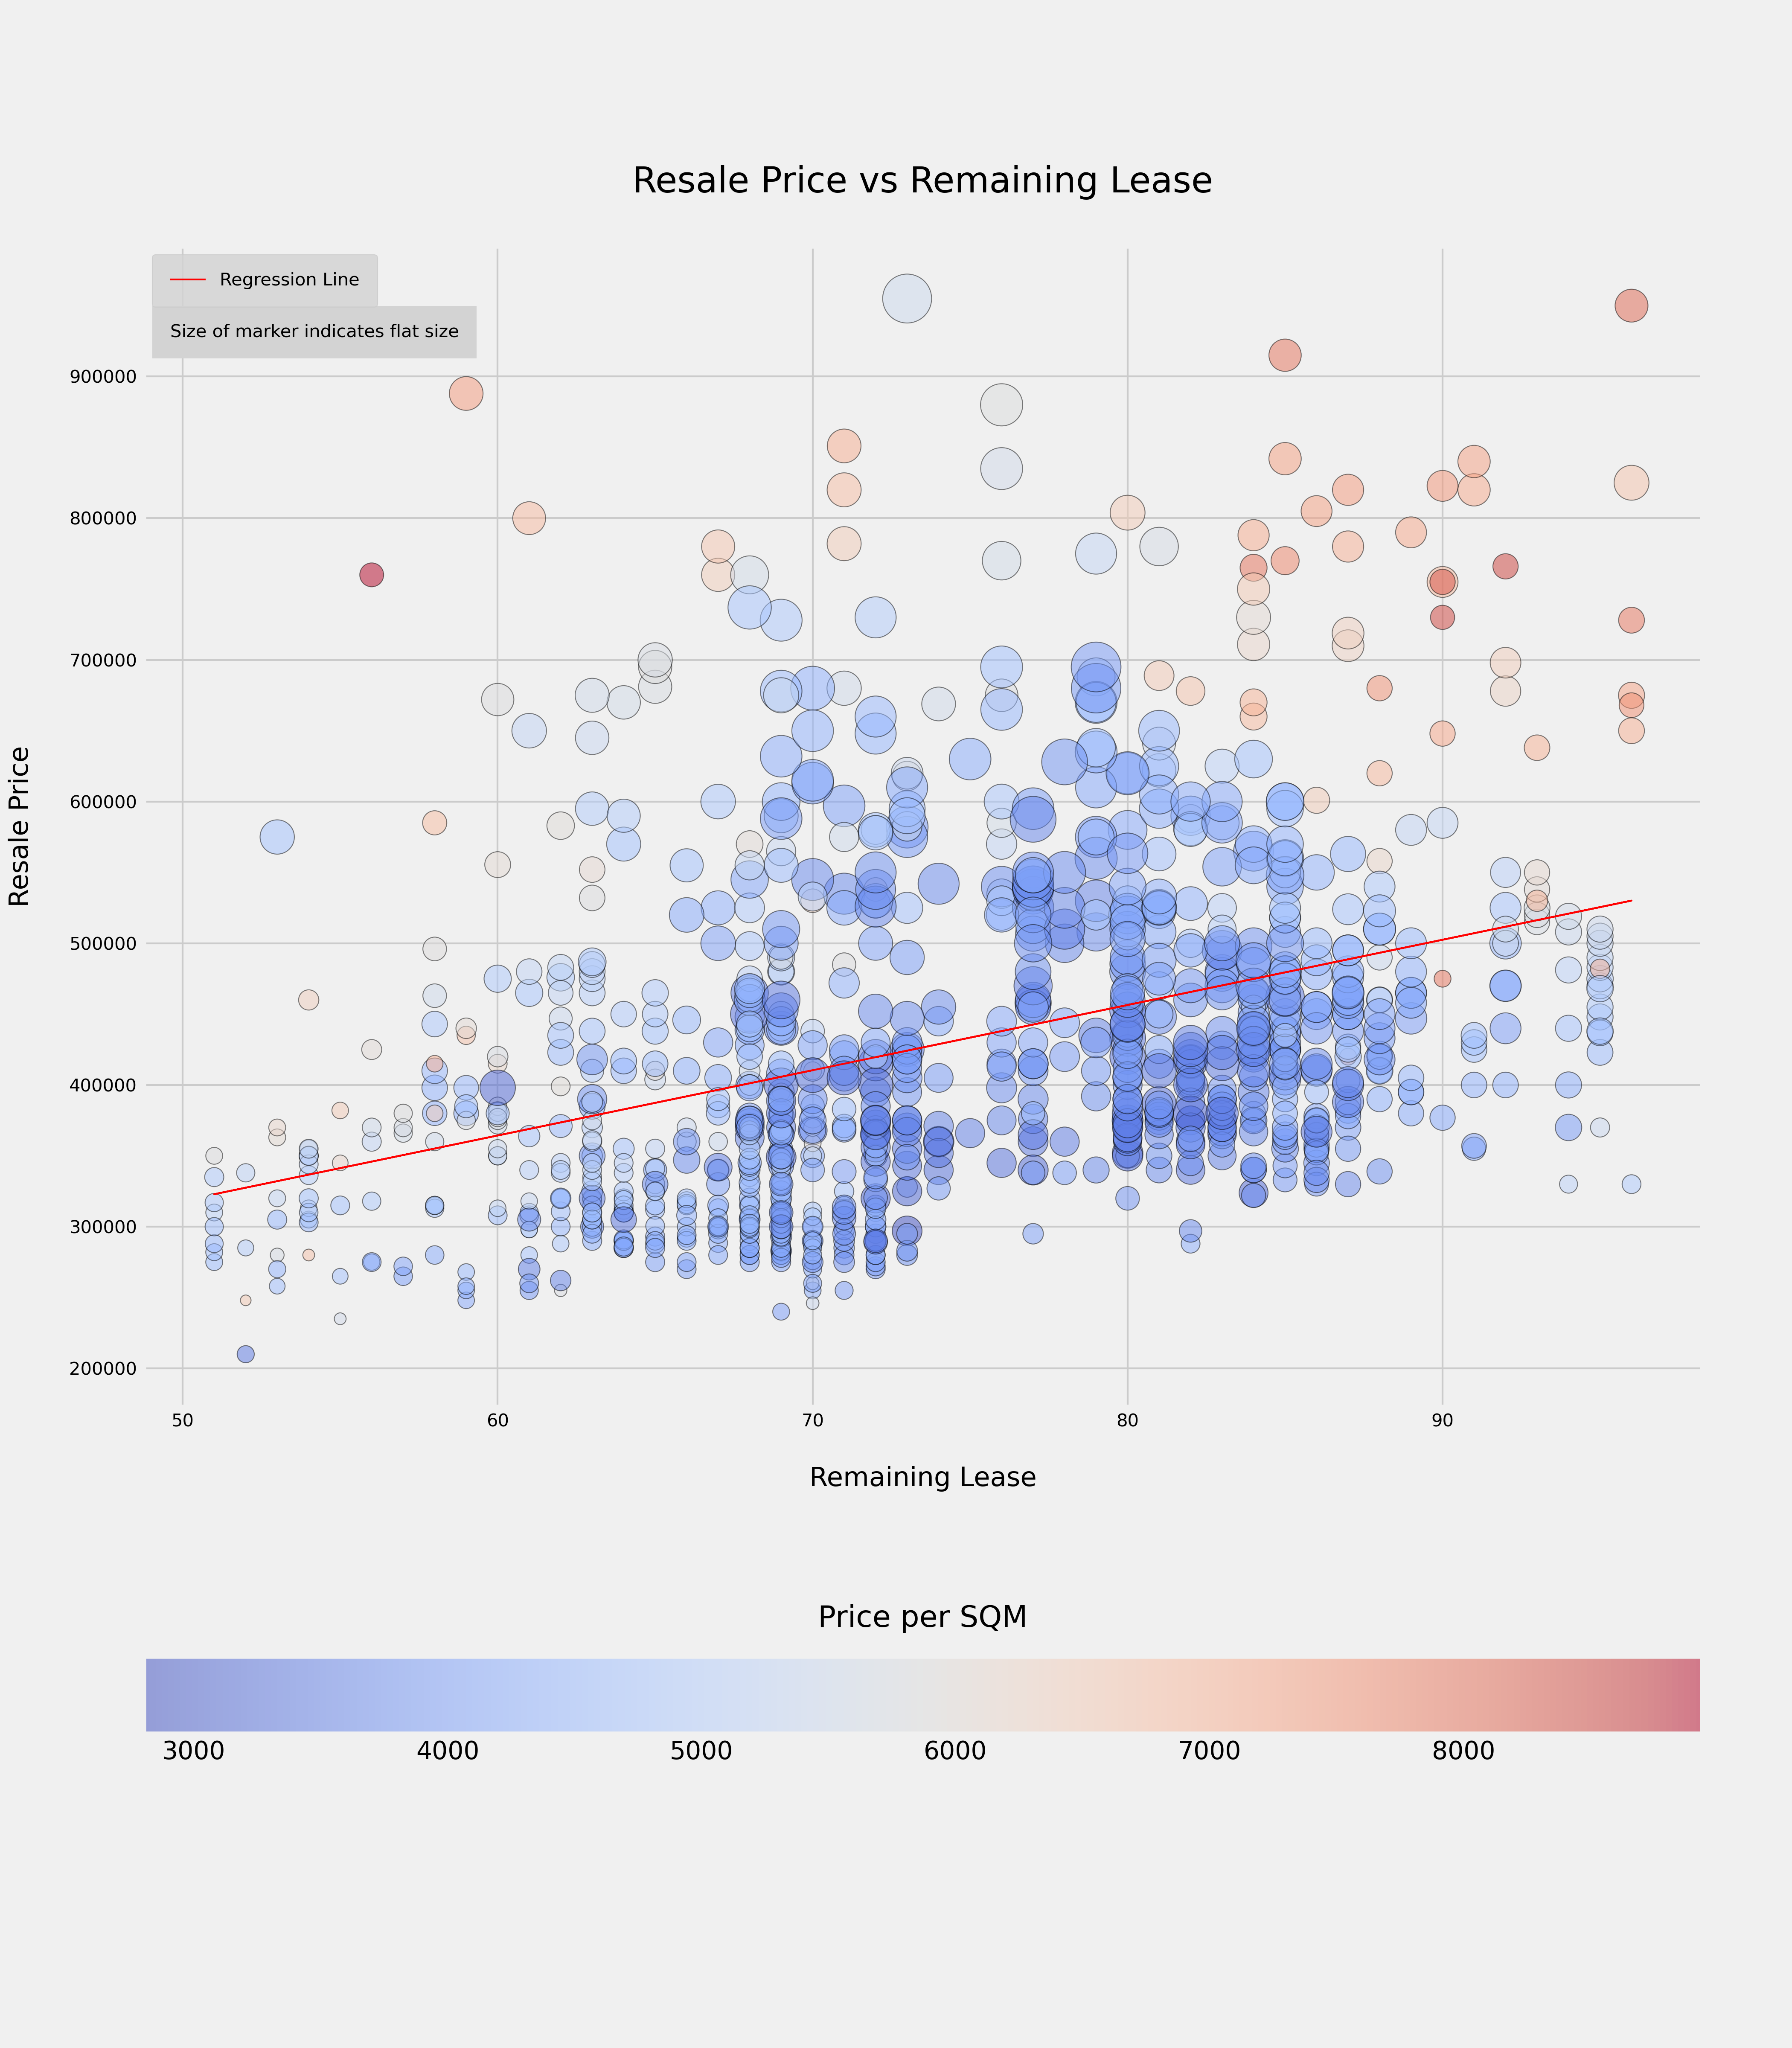 Resale Price vs Remaining Lease
Regression Line
Size of marker indicates flat size
Resale Price
900000
800000
700000
600000
500000
400000
300000
200000
50 60 70 80 90
Remaining Lease
Price per SQM
3000 4000 5000 6000 7000 8000